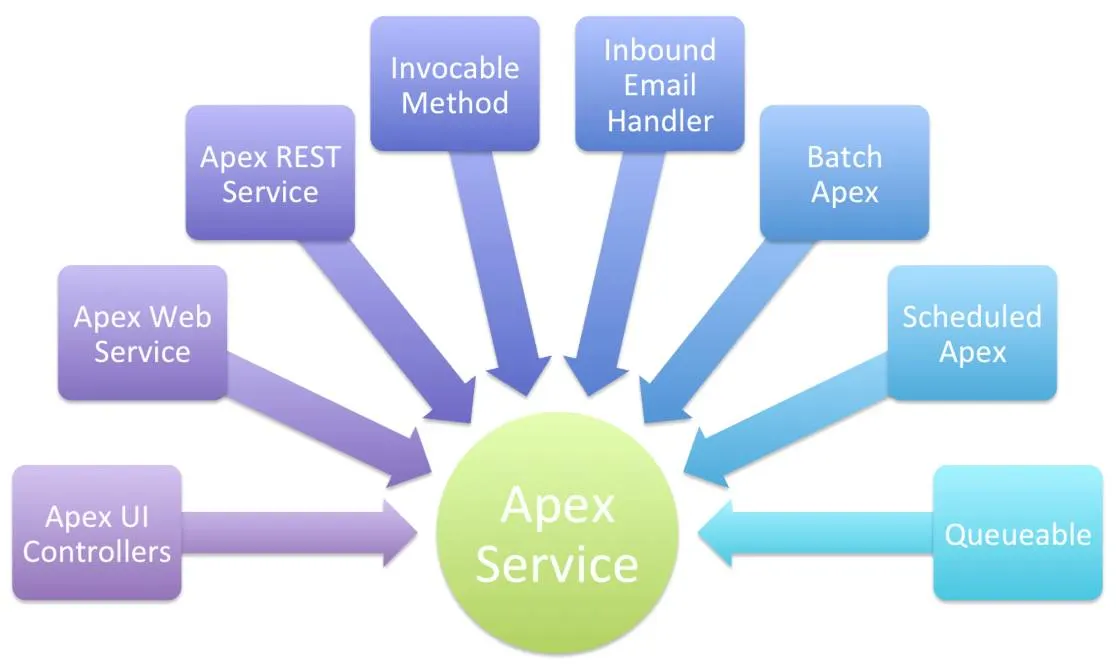 Invocable
Method
Inbound
Email
Handler
Apex REST
Service
Batch
Apex
Apex Web
Service
Scheduled
Apex
Apex UI
Controllers
Apex
Service
Queueable